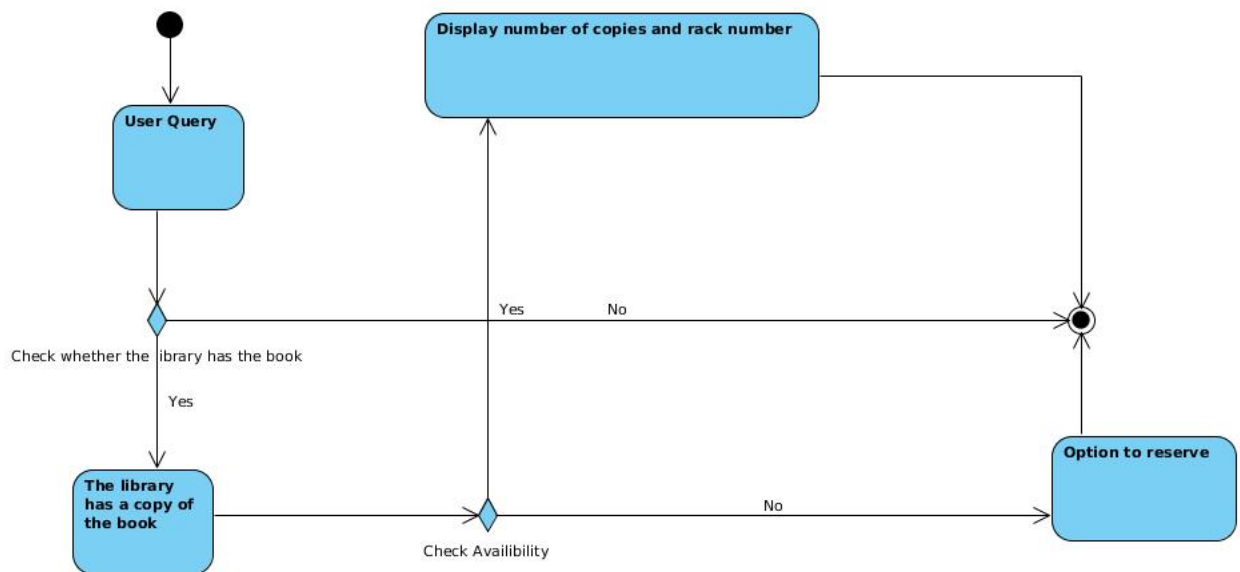 Display number of copies and rack number
User Query
Yes
No
Check whether the library has the book
Yes
The library
has a copy of
the book
Option to reserve
No
Check Availibility